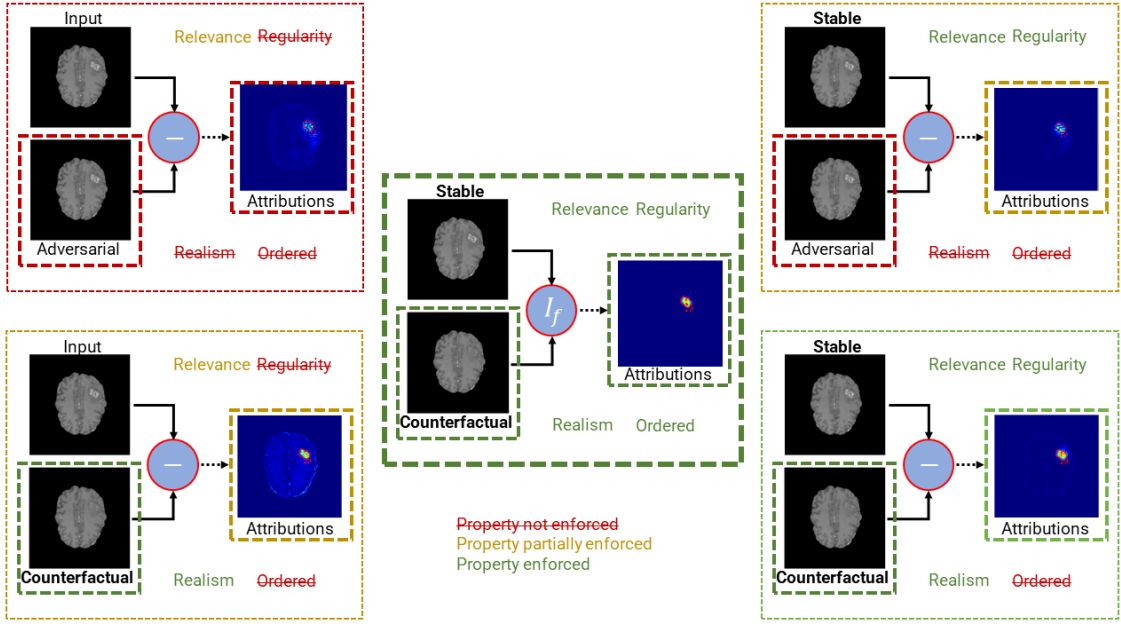 Input
Relevance Regularity
−
Attributions
Adversarial
Realism Ordered
Stable
Relevance Regularity
−
Attributions
Adversarial
Realism Ordered
Stable
Relevance Regularity
I_f
Attributions
Counterfactual
Realism Ordered
Input
Relevance Regularity
−
Attributions
Counterfactual
Realism Ordered
Stable
Relevance Regularity
−
Attributions
Counterfactual
Realism Ordered
Property not enforced
Property partially enforced
Property enforced